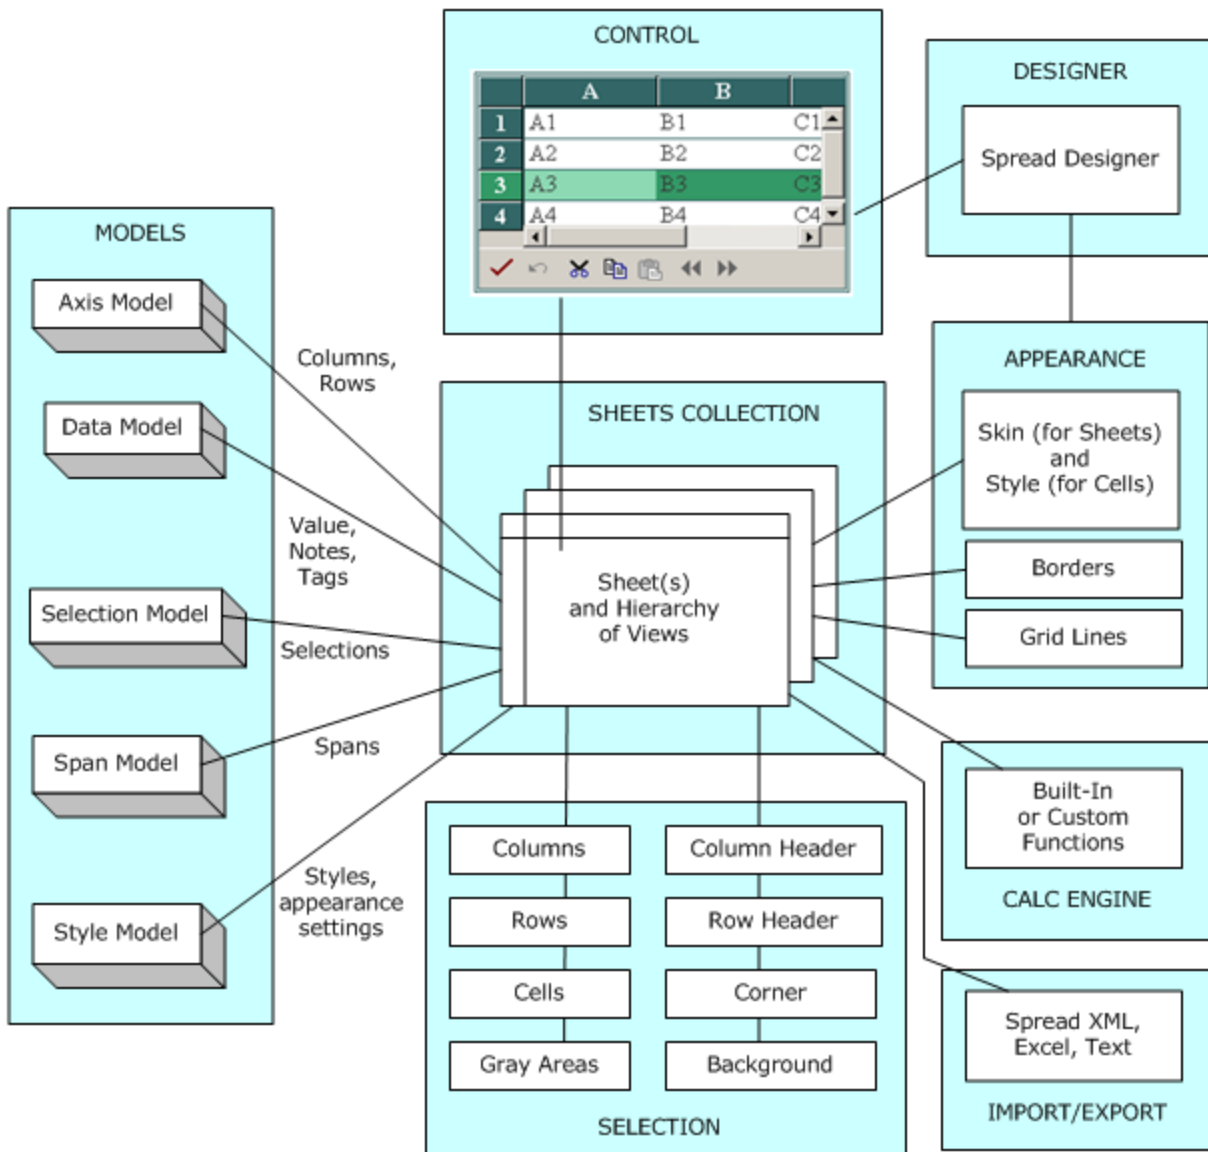 CONTROL
A B
1 A1 B1 C1
2 A2 B2 C2
3 A3 B3 C3
4 A4 B4 C4
DESIGNER
Spread Designer
MODELS
Axis Model
Data Model
Selection Model
Span Model
Style Model
Columns,
Rows
Value,
Notes,
Tags
Selections
Spans
Styles,
appearance
settings
SHEETS COLLECTION
Sheet(s)
and Hierarchy
of Views
APPEARANCE
Skin (for Sheets)
and
Style (for Cells)
Borders
Grid Lines
Built-In
or Custom
Functions
CALC ENGINE
Spread XML,
Excel, Text
IMPORT/EXPORT
Columns
Rows
Cells
Gray Areas
Column Header
Row Header
Corner
Background
SELECTION